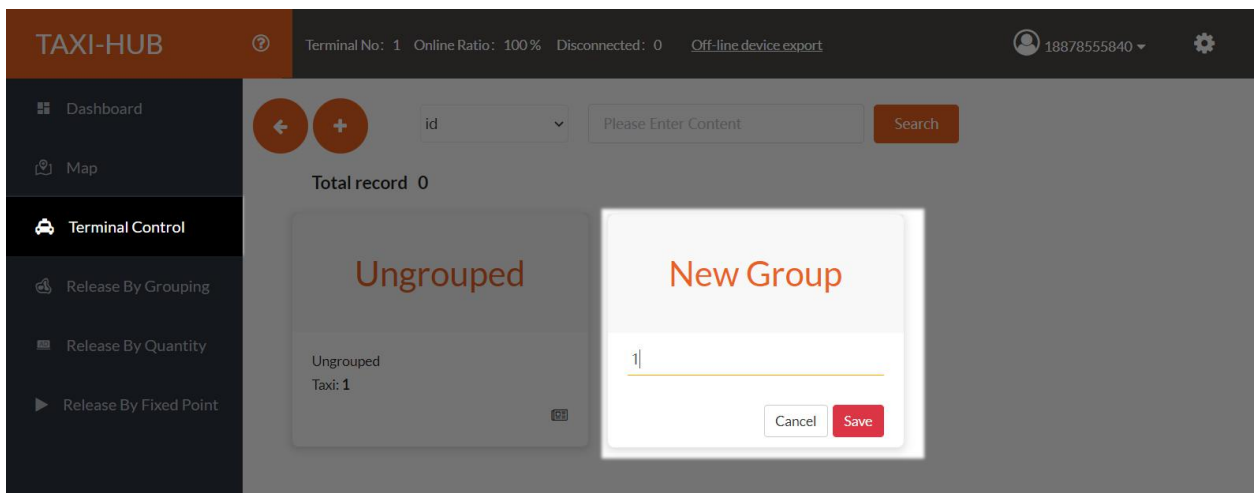 TAXI-HUB
Terminal No: 1 Online Ratio: 100% Disconnected: 0 Off-line device export
18878555840
Dashboard
Map
Terminal Control
Release By Grouping
Release By Quantity
Release By Fixed Point
id
Please Enter Content
Search
Total record 0
Ungrouped
Ungrouped
Taxi: 1
New Group
1
Cancel
Save